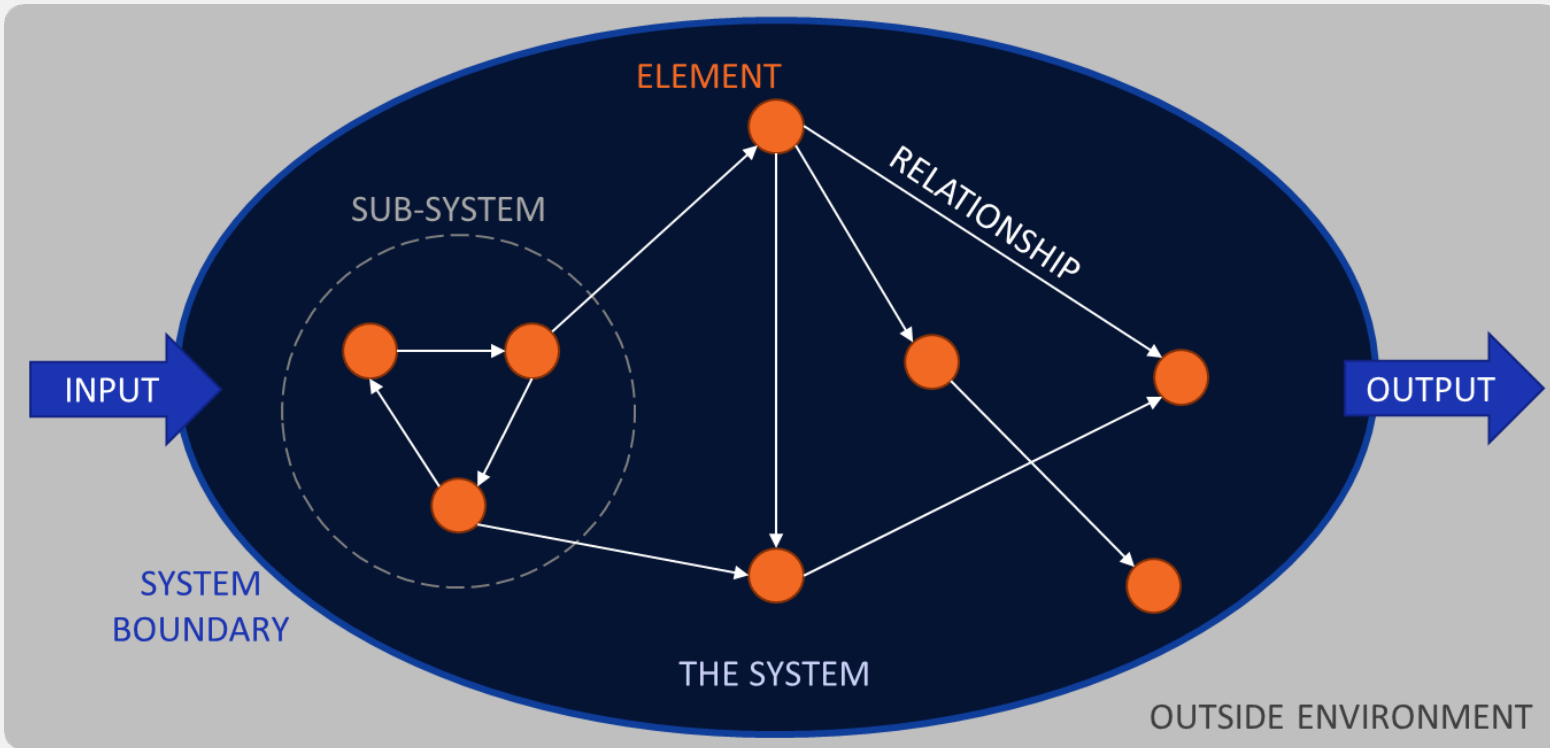 ELEMENT
RELATIONSHIP
SUB-SYSTEM
INPUT
OUTPUT
SYSTEM
BOUNDARY
THE SYSTEM
OUTSIDE ENVIRONMENT